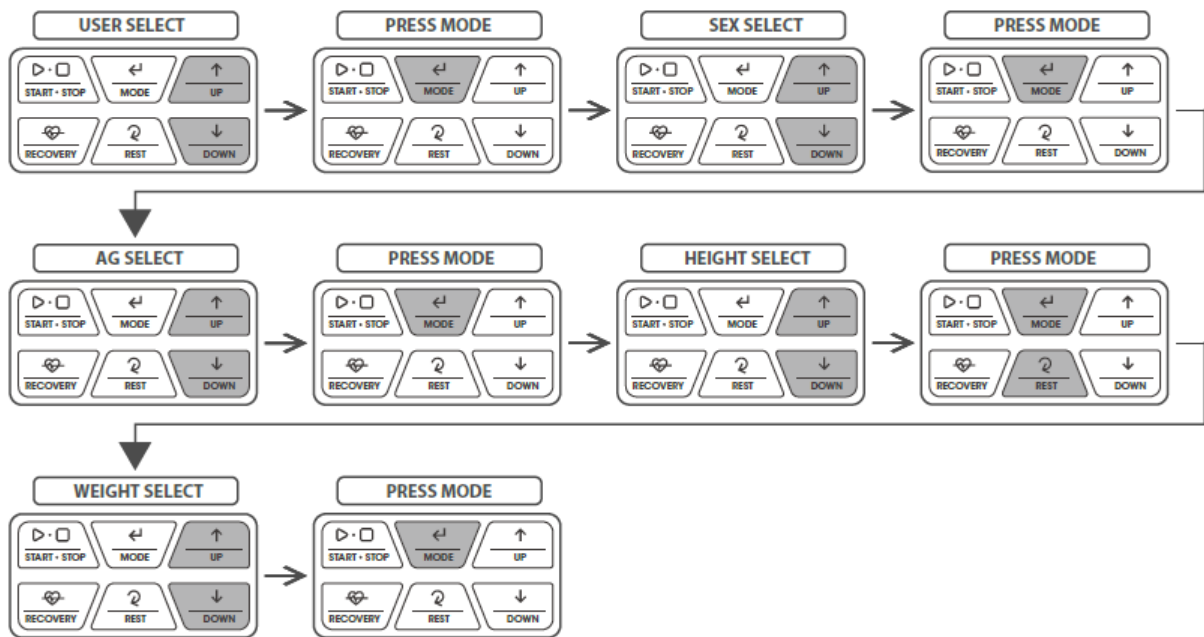 USER SELECT PRESS MODE SEX SELECT PRESS MODE
START • STOP MODE UP START • STOP MODE UP START • STOP MODE UP START • STOP MODE UP
RECOVERY REST DOWN RECOVERY REST DOWN RECOVERY REST DOWN RECOVERY REST DOWN
AG SELECT PRESS MODE HEIGHT SELECT PRESS MODE
START • STOP MODE UP START • STOP MODE UP START • STOP MODE UP START • STOP MODE UP
RECOVERY REST DOWN RECOVERY REST DOWN RECOVERY REST DOWN RECOVERY REST DOWN
WEIGHT SELECT PRESS MODE
START • STOP MODE UP START • STOP MODE UP
RECOVERY REST DOWN RECOVERY REST DOWN